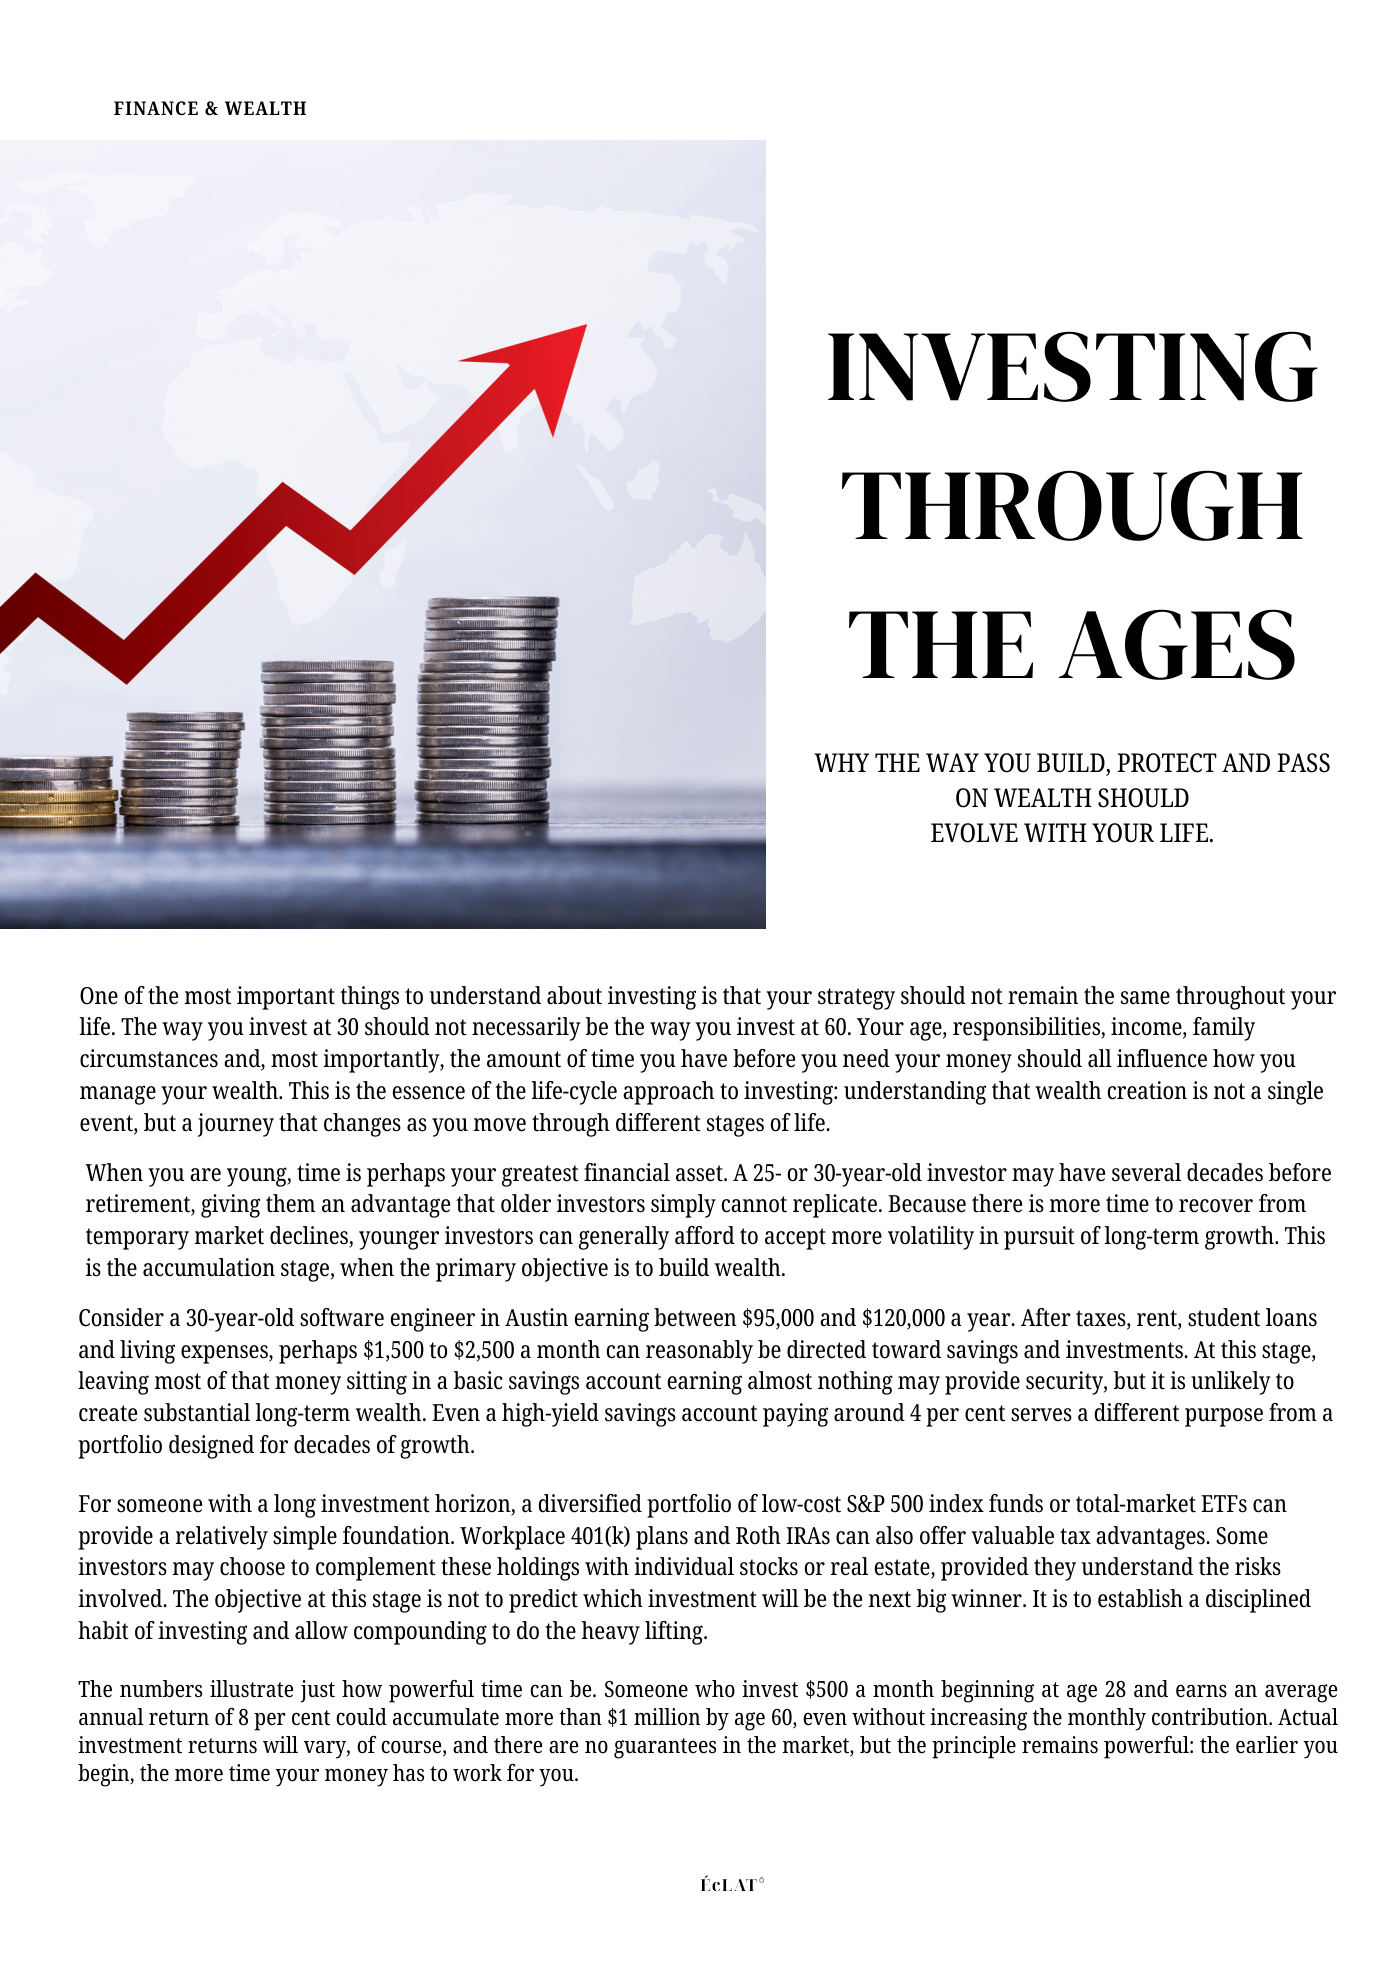 FINANCE & WEALTH
INVESTING
THROUGH
THE AGES
WHY THE WAY YOU BUILD, PROTECT AND PASS
ON WEALTH SHOULD
EVOLVE WITH YOUR LIFE.
One of the most important things to understand about investing is that your strategy should not remain the same throughout your
life. The way you invest at 30 should not necessarily be the way you invest at 60. Your age, responsibilities, income, family
circumstances and, most importantly, the amount of time you have before you need your money should all influence how you
manage your wealth. This is the essence of the life-cycle approach to investing: understanding that wealth creation is not a single
event, but a journey that changes as you move through different stages of life.
When you are young, time is perhaps your greatest financial asset. A 25- or 30-year-old investor may have several decades before
retirement, giving them an advantage that older investors simply cannot replicate. Because there is more time to recover from
temporary market declines, younger investors can generally afford to accept more volatility in pursuit of long-term growth. This
is the accumulation stage, when the primary objective is to build wealth.
Consider a 30-year-old software engineer in Austin earning between $95,000 and $120,000 a year. After taxes, rent, student loans
and living expenses, perhaps $1,500 to $2,500 a month can reasonably be directed toward savings and investments. At this stage,
leaving most of that money sitting in a basic savings account earning almost nothing may provide security, but it is unlikely to
create substantial long-term wealth. Even a high-yield savings account paying around 4 per cent serves a different purpose from a
portfolio designed for decades of growth.
For someone with a long investment horizon, a diversified portfolio of low-cost S&P 500 index funds or total-market ETFs can
provide a relatively simple foundation. Workplace 401(k) plans and Roth IRAs can also offer valuable tax advantages. Some
investors may choose to complement these holdings with individual stocks or real estate, provided they understand the risks
involved. The objective at this stage is not to predict which investment will be the next big winner. It is to establish a disciplined
habit of investing and allow compounding to do the heavy lifting.
The numbers illustrate just how powerful time can be. Someone who invest $500 a month beginning at age 28 and earns an average
annual return of 8 per cent could accumulate more than $1 million by age 60, even without increasing the monthly contribution. Actual
investment returns will vary, of course, and there are no guarantees in the market, but the principle remains powerful: the earlier you
begin, the more time your money has to work for you.
ÉcLAT